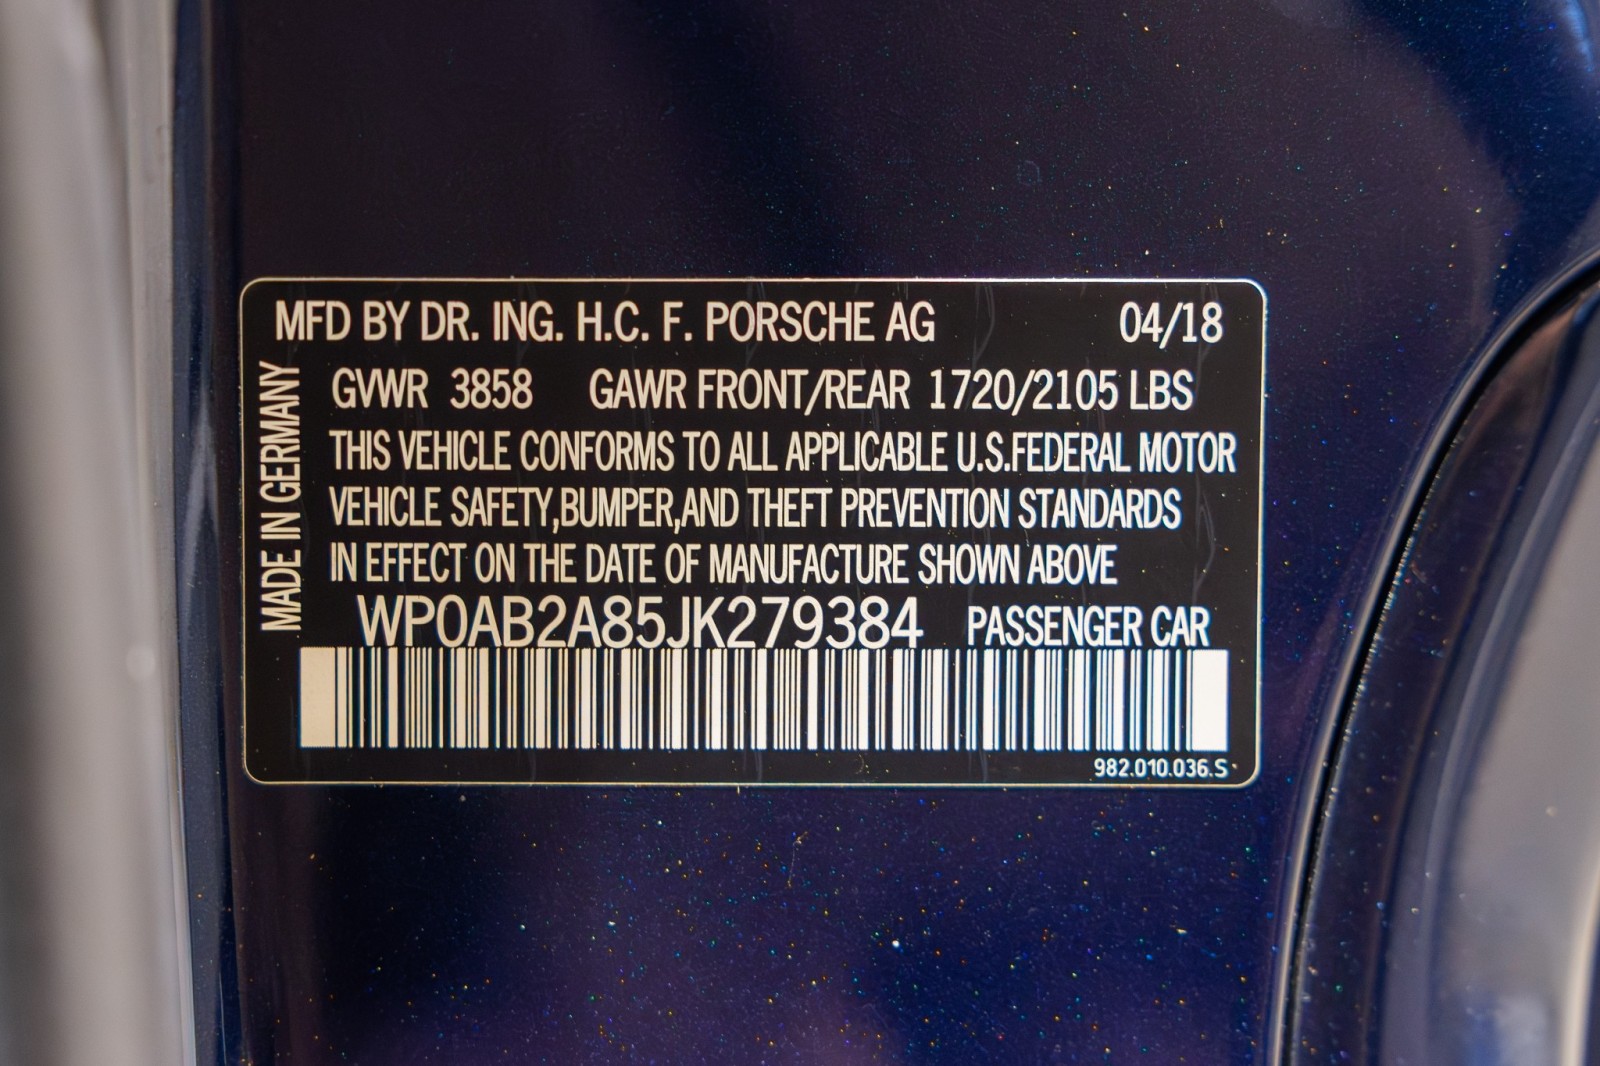 MFD BY DR. ING. H.C. F. PORSCHE AG 04/18
MADE IN GERMANY
GVWR 3858 GAWR FRONT/REAR 1720/2105 LBS
THIS VEHICLE CONFORMS TO ALL APPLICABLE U.S.FEDERAL MOTOR
VEHICLE SAFETY,BUMPER,AND THEFT PREVENTION STANDARDS
IN EFFECT ON THE DATE OF MANUFACTURE SHOWN ABOVE
WP0AB2A85JK279384 PASSENGER CAR
982.010.036.S